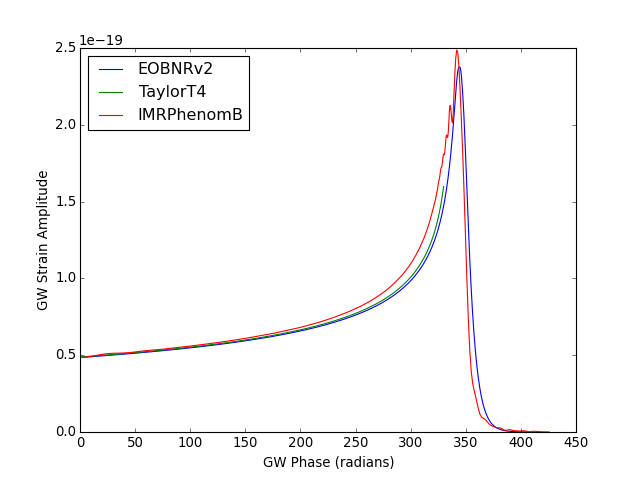 1e−19
2.5
2.0
1.5
1.0
0.5
0.0
GW Strain Amplitude
EOBNRv2
TaylorT4
IMRPhenomB
0 50 100 150 200 250 300 350 400 450
GW Phase (radians)